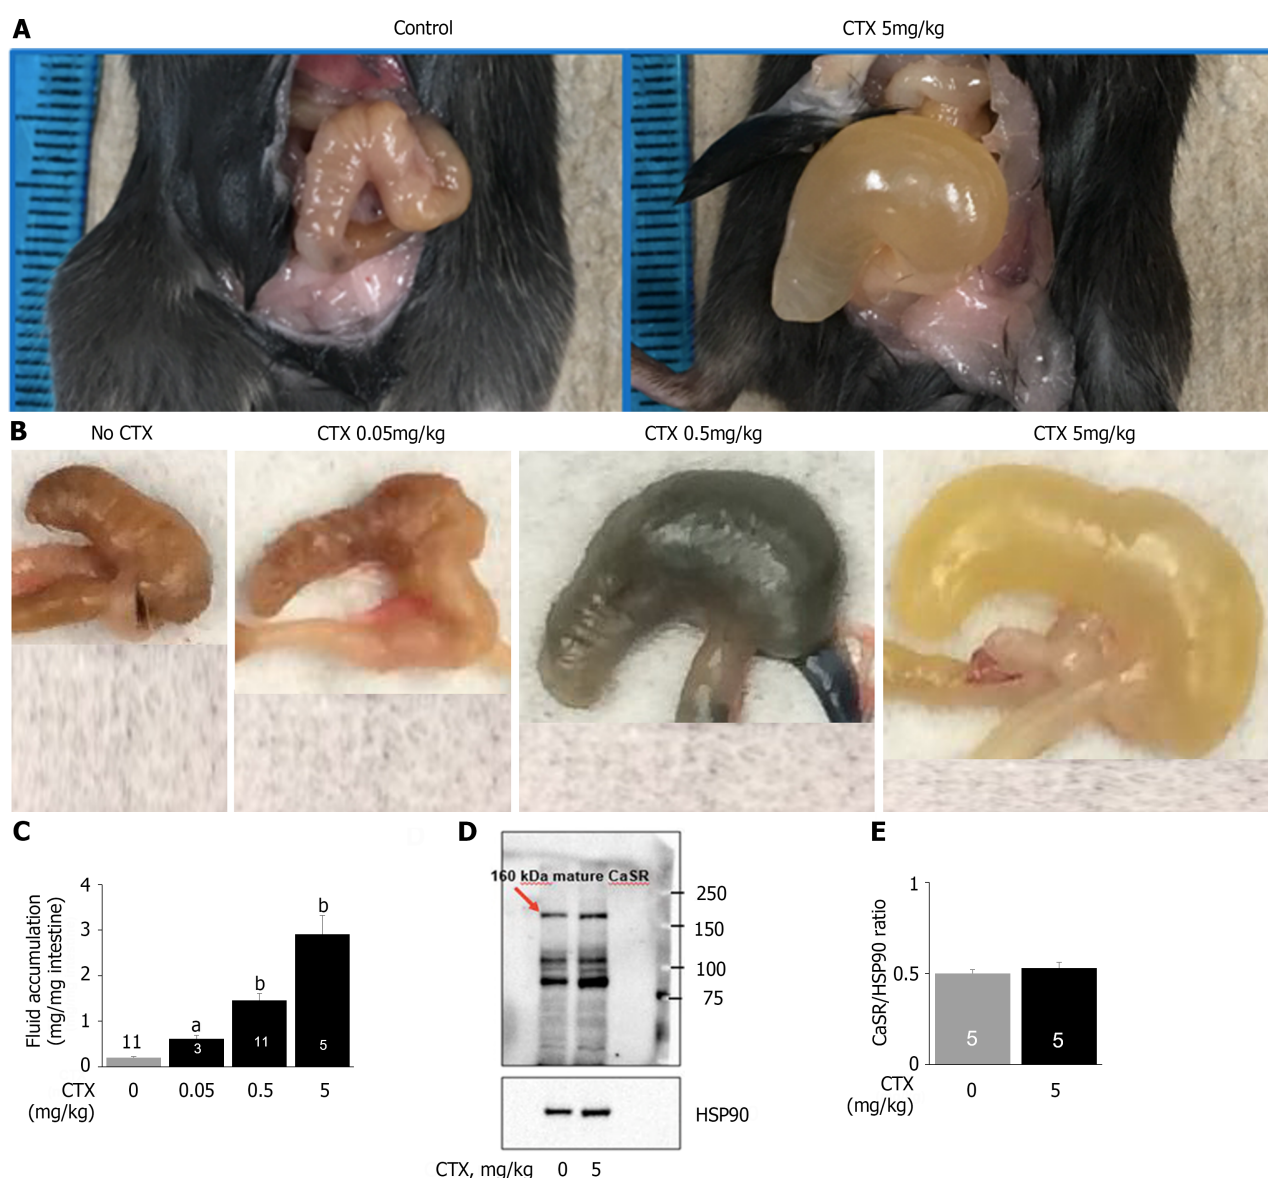 A
Control
CTX 5mg/kg
B
No CTX
CTX 0.05mg/kg
CTX 0.5mg/kg
CTX 5mg/kg
C
Fluid accumulation
(mg/mg intestine)
4
3
2
1
0
11
a
3
b
11
b
5
CTX
(mg/kg)
0
0.05
0.5
5
D
160 kDa mature CaSR
250
150
100
75
HSP90
CTX, mg/kg
0
5
E
CaSR/HSP90 ratio
1
0.5
0
5
5
CTX
(mg/kg)
0
5